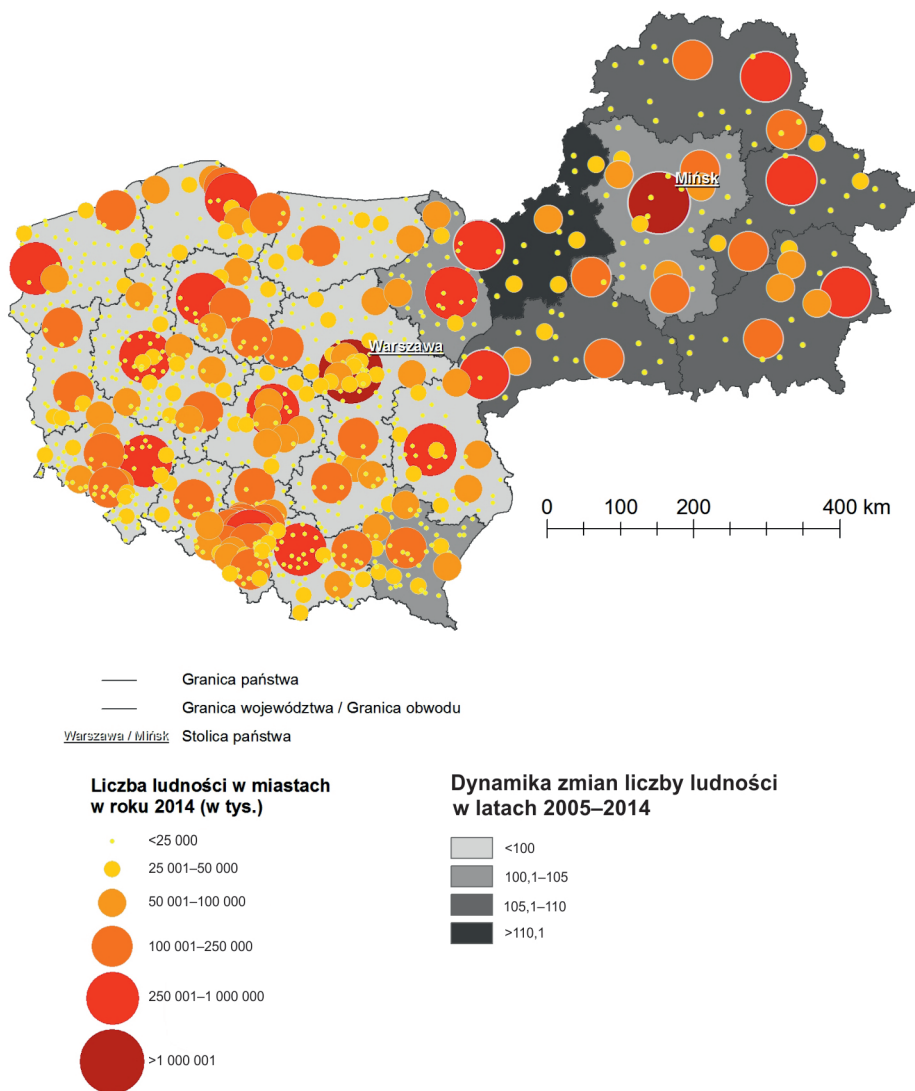 Mińsk
Warszawa
0 100 200 400 km
Granica państwa
Granica województwa / Granica obwodu
Warszawa / Mińsk Stolica państwa
Liczba ludności w miastach
w roku 2014 (w tys.)
<25 000
25 001–50 000
50 001–100 000
100 001–250 000
250 001–1 000 000
>1 000 001
Dynamika zmian liczby ludności
w latach 2005–2014
<100
100,1–105
105,1–110
>110,1